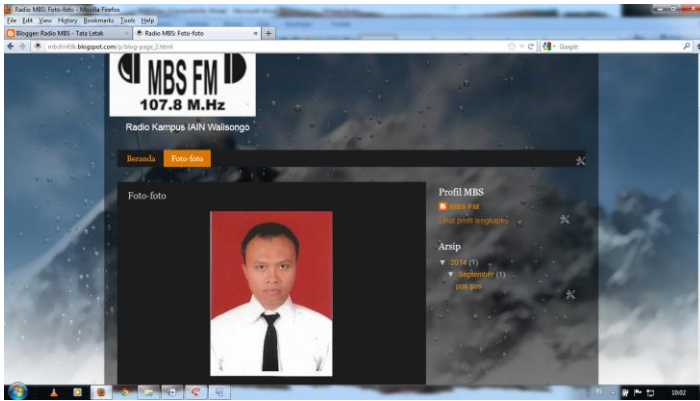 Radio MBS: Foto-foto - Mozilla Firefox
File Edit View History Bookmarks Tools Help
Blogger: Radio MBS - Tata Letak
Radio MBS: Foto-foto
mbsfmfdk.blogspot.com/p/blog-page_2.html
Google
MBS FM
107.8 M.Hz
Radio Kampus IAIN Walisongo
Beranda Foto-foto
Foto-foto
Profil MBS
MBS FM
Lihat profil lengkapku
Arsip
▼ 2014 (1)
▼ September (1)
pos pos
10:02